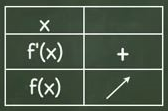 x
f'(x) +
f(x) ↗